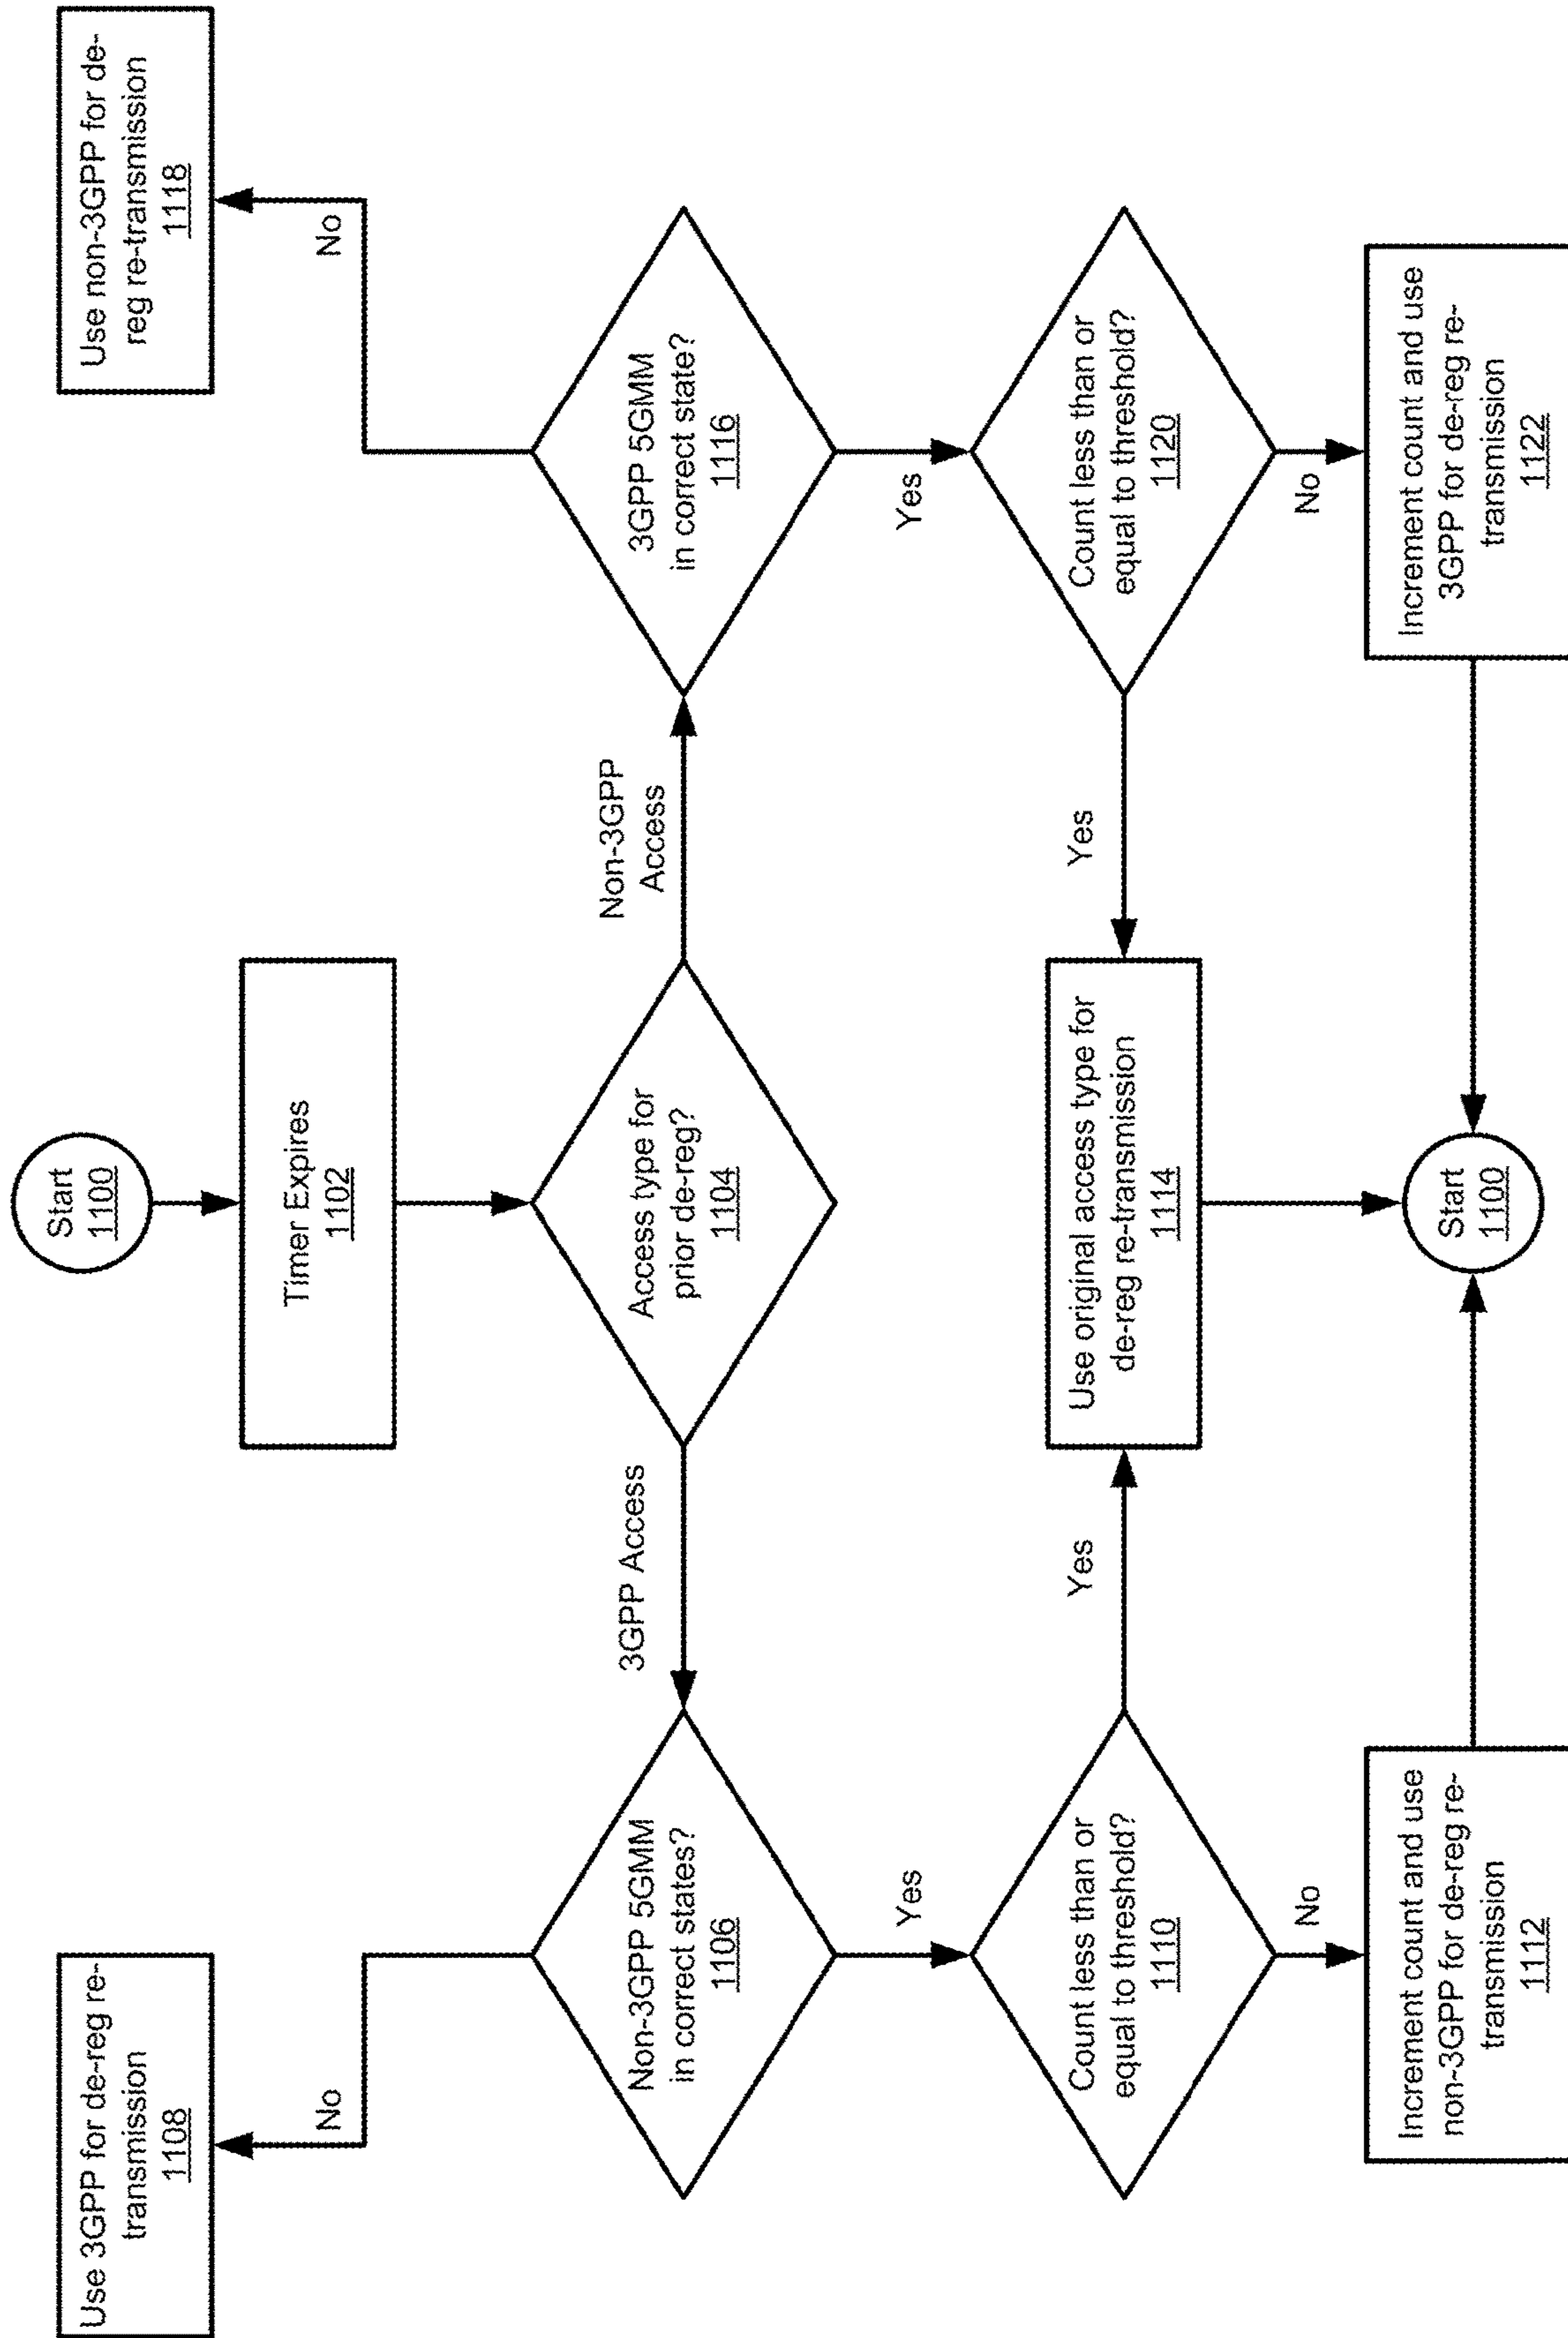 Start
1100
Timer Expires
1102
Access type for
prior de-reg?
1104
3GPP Access
Non-3GPP
Access
Use 3GPP for de-reg re-
transmission
1108
No
Non-3GPP 5GMM
in correct states?
1106
Yes
Count less than or
equal to threshold?
1110
Yes
No
Increment count and use
non-3GPP for de-reg re-
transmission
1112
Use original access type for
de-reg re-transmission
1114
Start
1100
Use non-3GPP for de-
reg re-transmission
1118
No
3GPP 5GMM
in correct state?
1116
Yes
Count less than or
equal to threshold?
1120
Yes
No
Increment count and use
3GPP for de-reg re-
transmission
1122